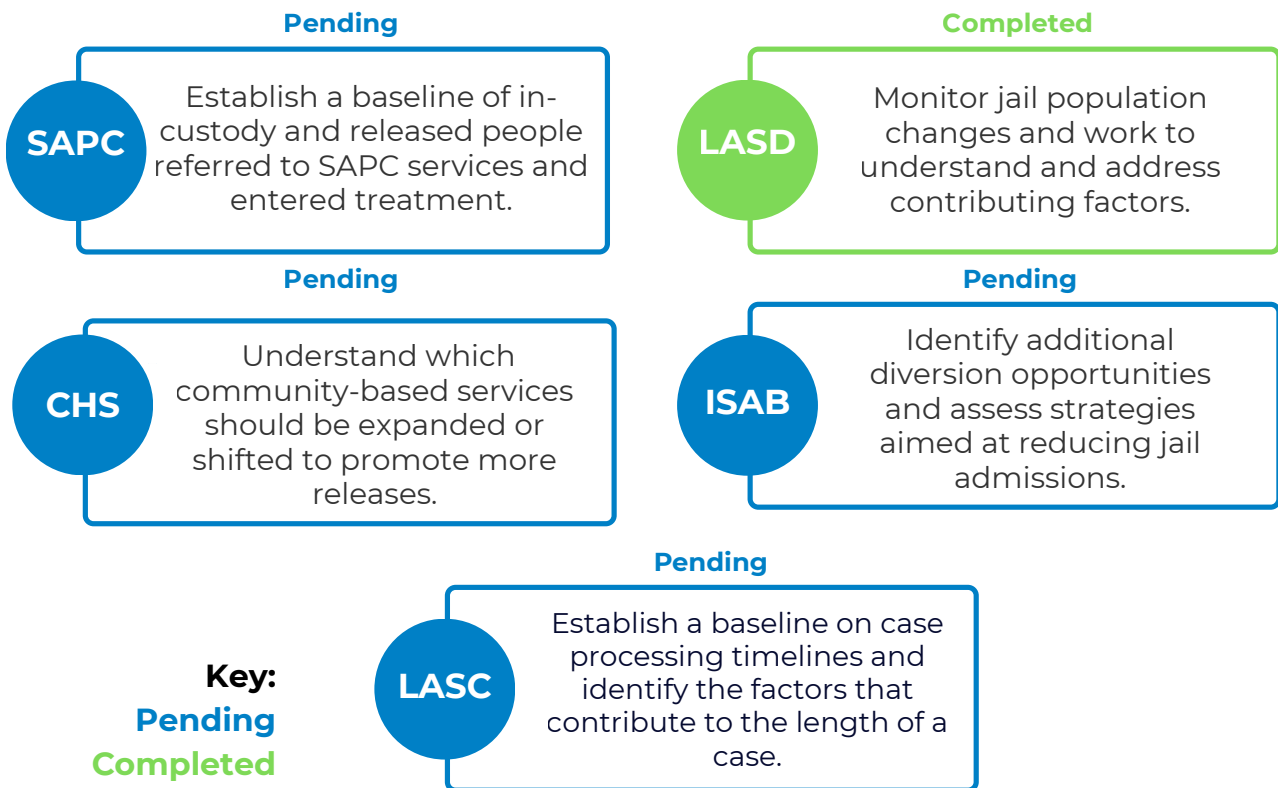 Pending
SAPC
Establish a baseline of in-
custody and released people
referred to SAPC services and
entered treatment.
Completed
LASD
Monitor jail population
changes and work to
understand and address
contributing factors.
Pending
CHS
Understand which
community-based services
should be expanded or
shifted to promote more
releases.
Pending
ISAB
Identify additional
diversion opportunities
and assess strategies
aimed at reducing jail
admissions.
Pending
LASC
Establish a baseline on case
processing timelines and
identify the factors that
contribute to the length of a
case.
Key:
Pending
Completed